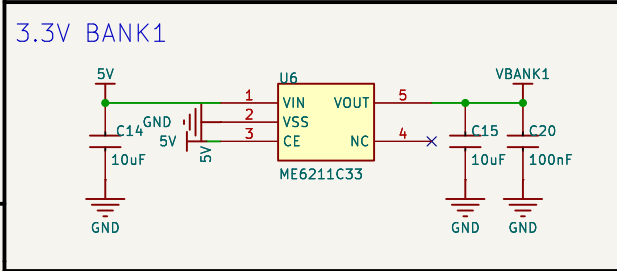 3.3V BANK1
5V
U6
VBANK1
1
VIN
VOUT
5
GND
2
VSS
C14
5V
3
CE
NC
4
C15
C20
5V
10uF
10uF
100nF
ME6211C33
GND
GND
GND